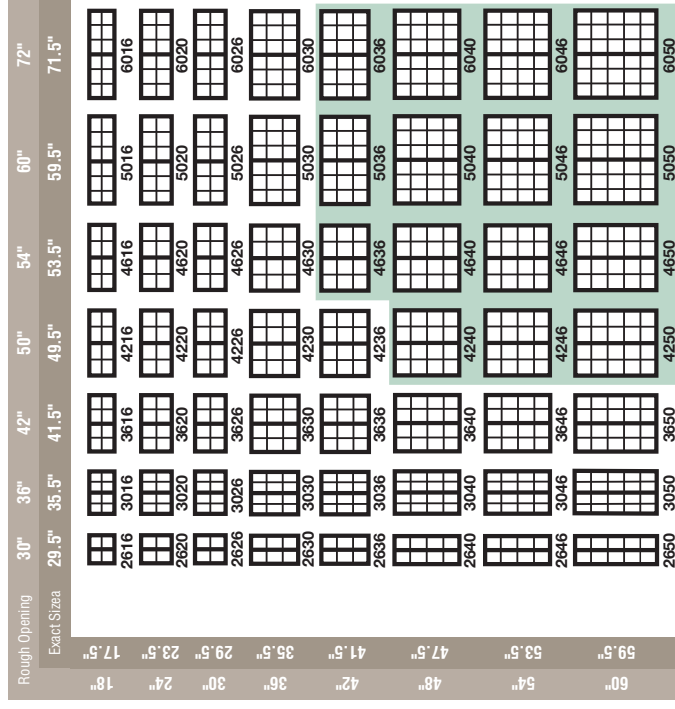 Rough Opening 30" 36" 42" 50" 54" 60" 72"
Exact Sizea 29.5" 35.5" 41.5" 49.5" 53.5" 59.5" 71.5"
18" 17.5" 2616 3016 3616 4216 4616 5016 6016
24" 23.5" 2620 3020 3620 4220 4620 5020 6020
30" 29.5" 2626 3026 3626 4226 4626 5026 6026
36" 35.5" 2630 3030 3630 4230 4630 5030 6030
42" 41.5" 2636 3036 3636 4236 4636 5036 6036
48" 47.5" 2640 3040 3640 4240 4640 5040 6040
54" 53.5" 2646 3046 3646 4246 4646 5046 6046
60" 59.5" 2650 3050 3650 4250 4650 5050 6050